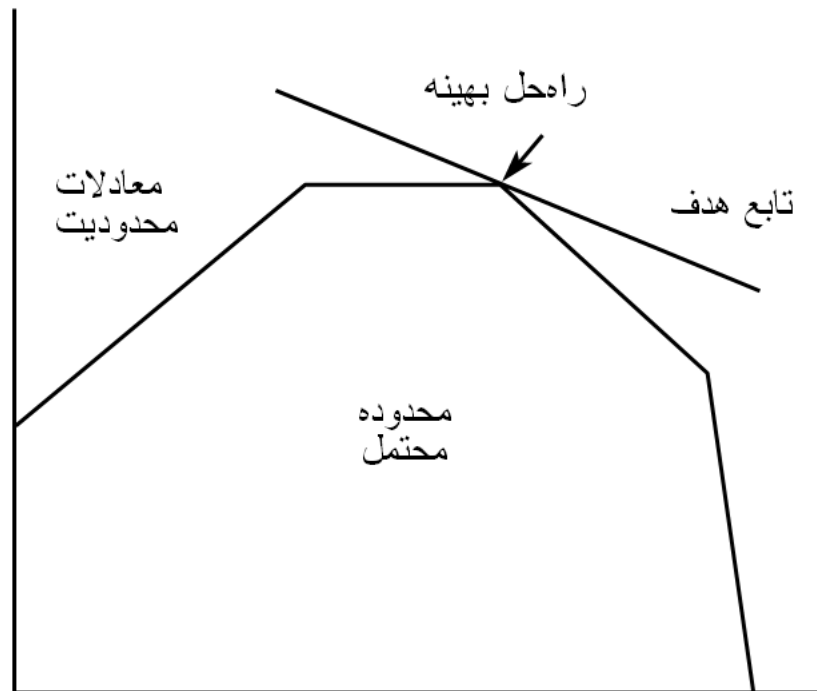 راه‌حل بهینه
تابع هدف
معادلات
محدودیت
محدوده
محتمل